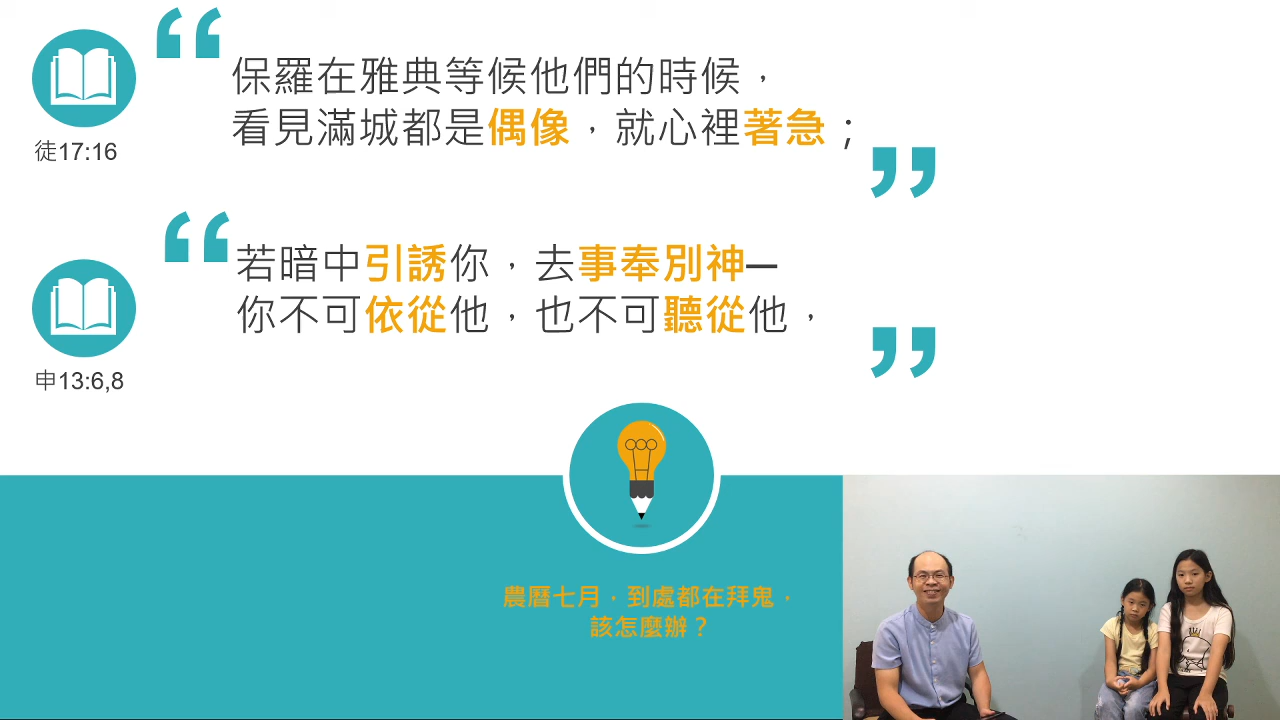 保羅在雅典等候他們的時候，
看見滿城都是偶像，就心裡著急；
徒17:16
若暗中引誘你，去事奉別神—
你不可依從他，也不可聽從他，
申13:6,8
農曆七月，到處都在拜鬼，
該怎麼辦？